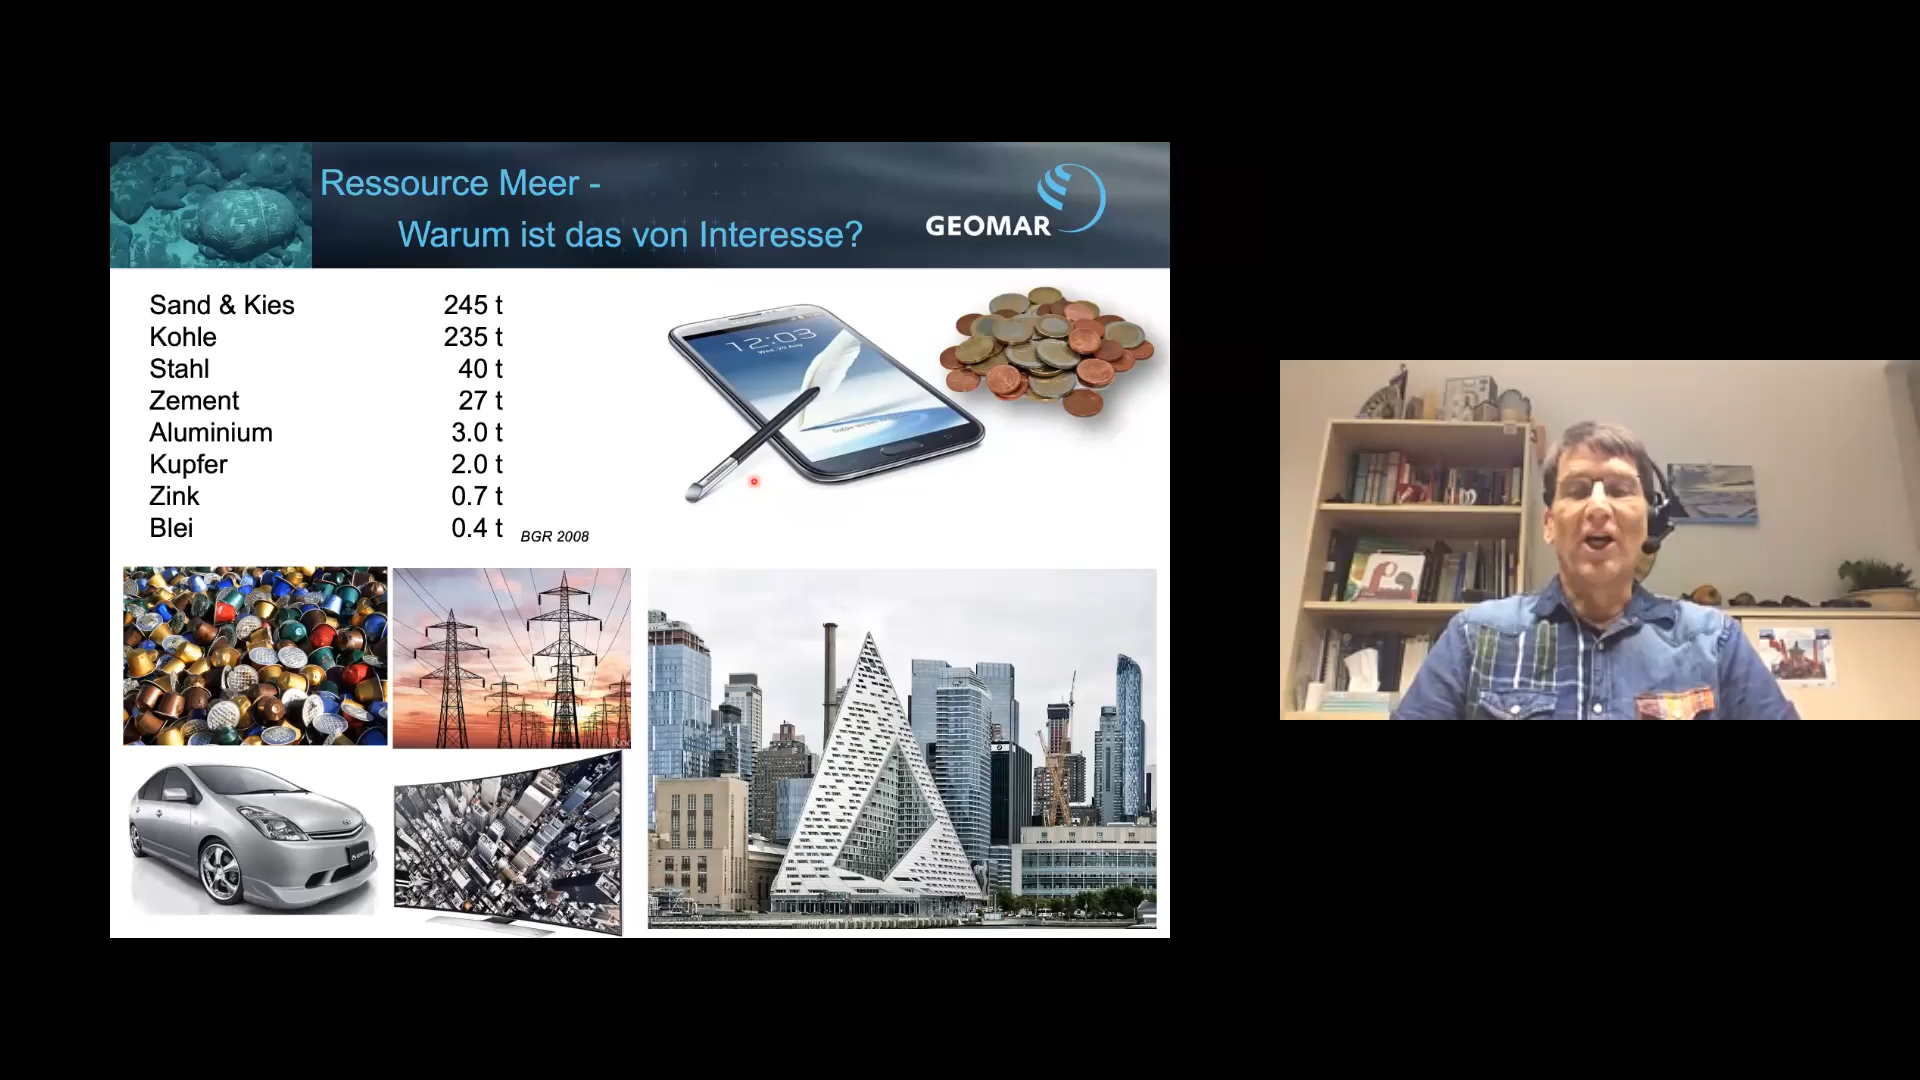 Ressource Meer -
Warum ist das von Interesse?
GEOMAR
Sand & Kies 245 t
Kohle 235 t
Stahl 40 t
Zement 27 t
Aluminium 3.0 t
Kupfer 2.0 t
Zink 0.7 t
Blei 0.4 t BGR 2008
12:03